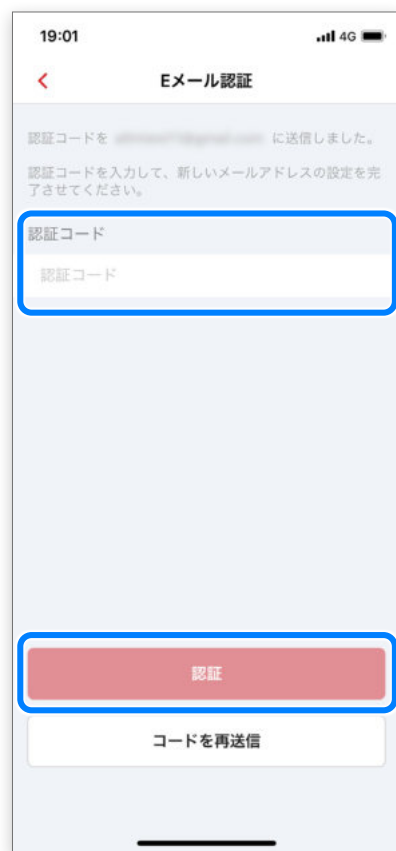 19:01 4G
Eメール認証
認証コードを に送信しました。
認証コードを入力して、新しいメールアドレスの設定を完
了させてください。
認証コード
認証コード
認証
コードを再送信